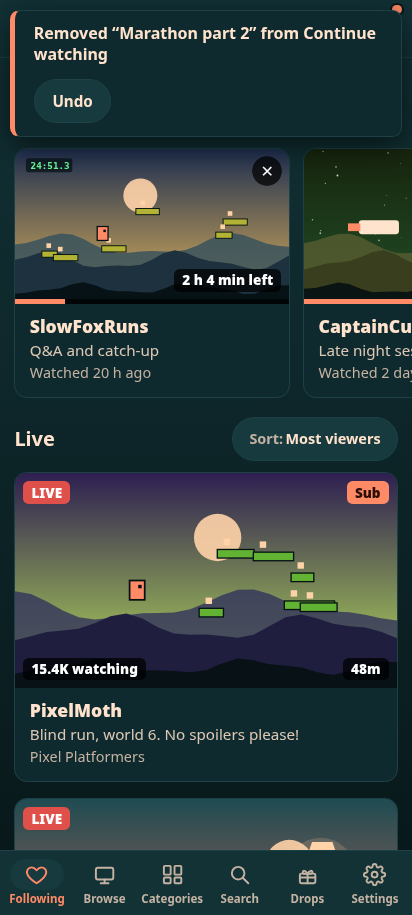 Removed “Marathon part 2” from Continue
watching
Undo
24:51.3
2 h 4 min left
SlowFoxRuns
Q&A and catch-up
Watched 20 h ago
CaptainCu
Late night ses
Watched 2 day
Live
Sort: Most viewers
LIVE
Sub
15.4K watching
48m
PixelMoth
Blind run, world 6. No spoilers please!
Pixel Platformers
LIVE
Following
Browse
Categories
Search
Drops
Settings